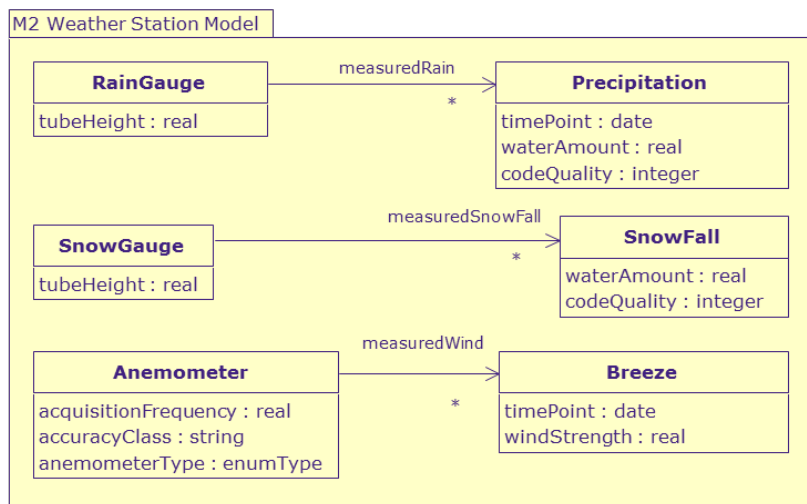 M2 Weather Station Model
RainGauge
tubeHeight : real
measuredRain
*
Precipitation
timePoint : date
waterAmount : real
codeQuality : integer
SnowGauge
tubeHeight : real
measuredSnowFall
*
SnowFall
waterAmount : real
codeQuality : integer
Anemometer
acquisitionFrequency : real
accuracyClass : string
anemometerType : enumType
measuredWind
*
Breeze
timePoint : date
windStrength : real